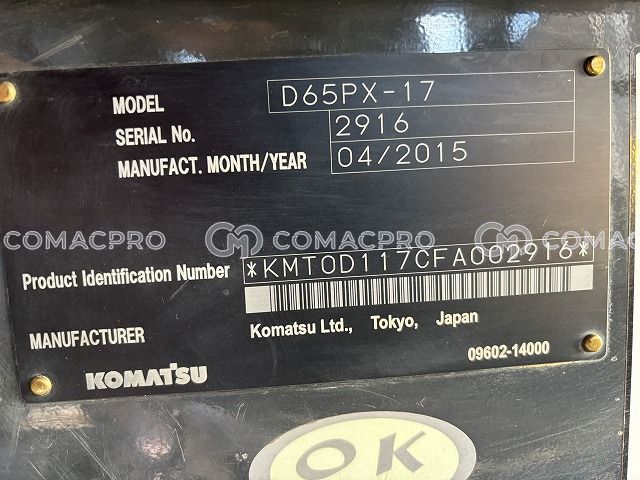 MODEL D65PX-17
SERIAL No. 2916
MANUFACT. MONTH/YEAR 04/2015
COMACPRO COMACPRO COMACPRO
Product Identification Number *KMT0D117CFA002916*
MANUFACTURER Komatsu Ltd., Tokyo, Japan
KOMATSU 09602-14000
OK